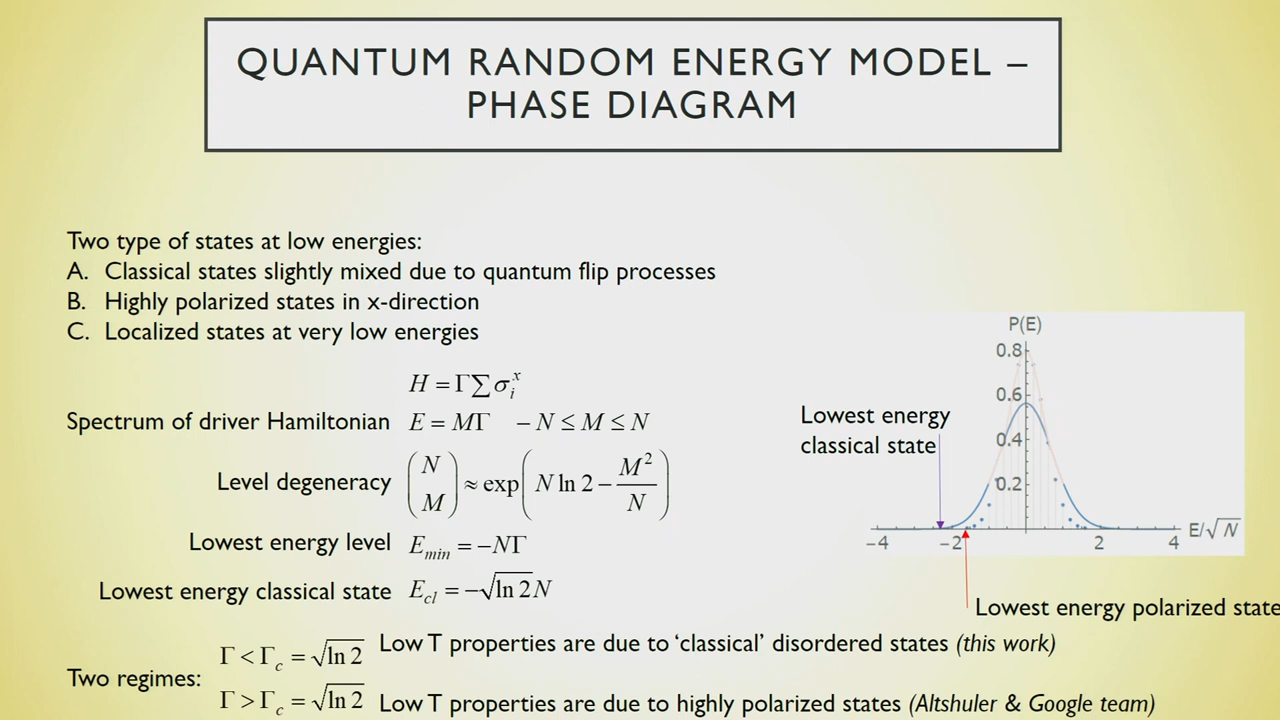 QUANTUM RANDOM ENERGY MODEL –
PHASE DIAGRAM
Two type of states at low energies:
A. Classical states slightly mixed due to quantum flip processes
B. Highly polarized states in x-direction
C. Localized states at very low energies
H = Γ∑σᵢˣ
Spectrum of driver Hamiltonian E = MΓ − N ≤ M ≤ N
Level degeneracy (N M) ≈ exp(N ln 2 − M²/N)
Lowest energy level E_min = −NΓ
Lowest energy classical state E_cl = −√ln 2 N
Two regimes:
Γ < Γ_c = √ln 2 Low T properties are due to ‘classical’ disordered states (this work)
Γ > Γ_c = √ln 2 Low T properties are due to highly polarized states (Altshuler & Google team)
P(E)
0.8
0.6
0.4
0.2
−4 −2 2 4 E/√N
Lowest energy
classical state
Lowest energy polarized state